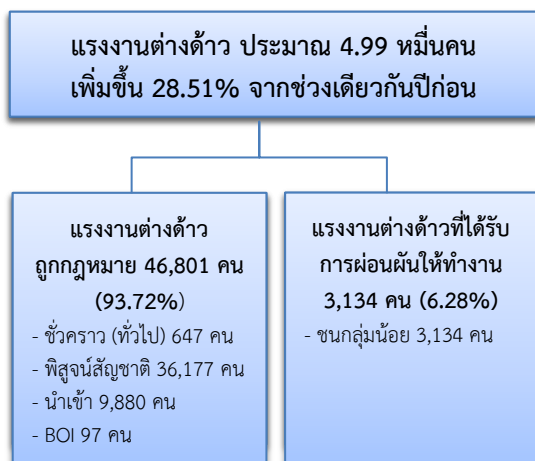 แรงงานต่างด้าว ประมาณ 4.99 หมื่นคน
เพิ่มขึ้น 28.51% จากช่วงเดียวกันปีก่อน
แรงงานต่างด้าว
ถูกกฎหมาย 46,801 คน
(93.72%)
- ชั่วคราว (ทั่วไป) 647 คน
- พิสูจน์สัญชาติ 36,177 คน
- นำเข้า 9,880 คน
- BOI 97 คน
แรงงานต่างด้าวที่ได้รับ
การผ่อนผันให้ทำงาน
3,134 คน (6.28%)
- ชนกลุ่มน้อย 3,134 คน